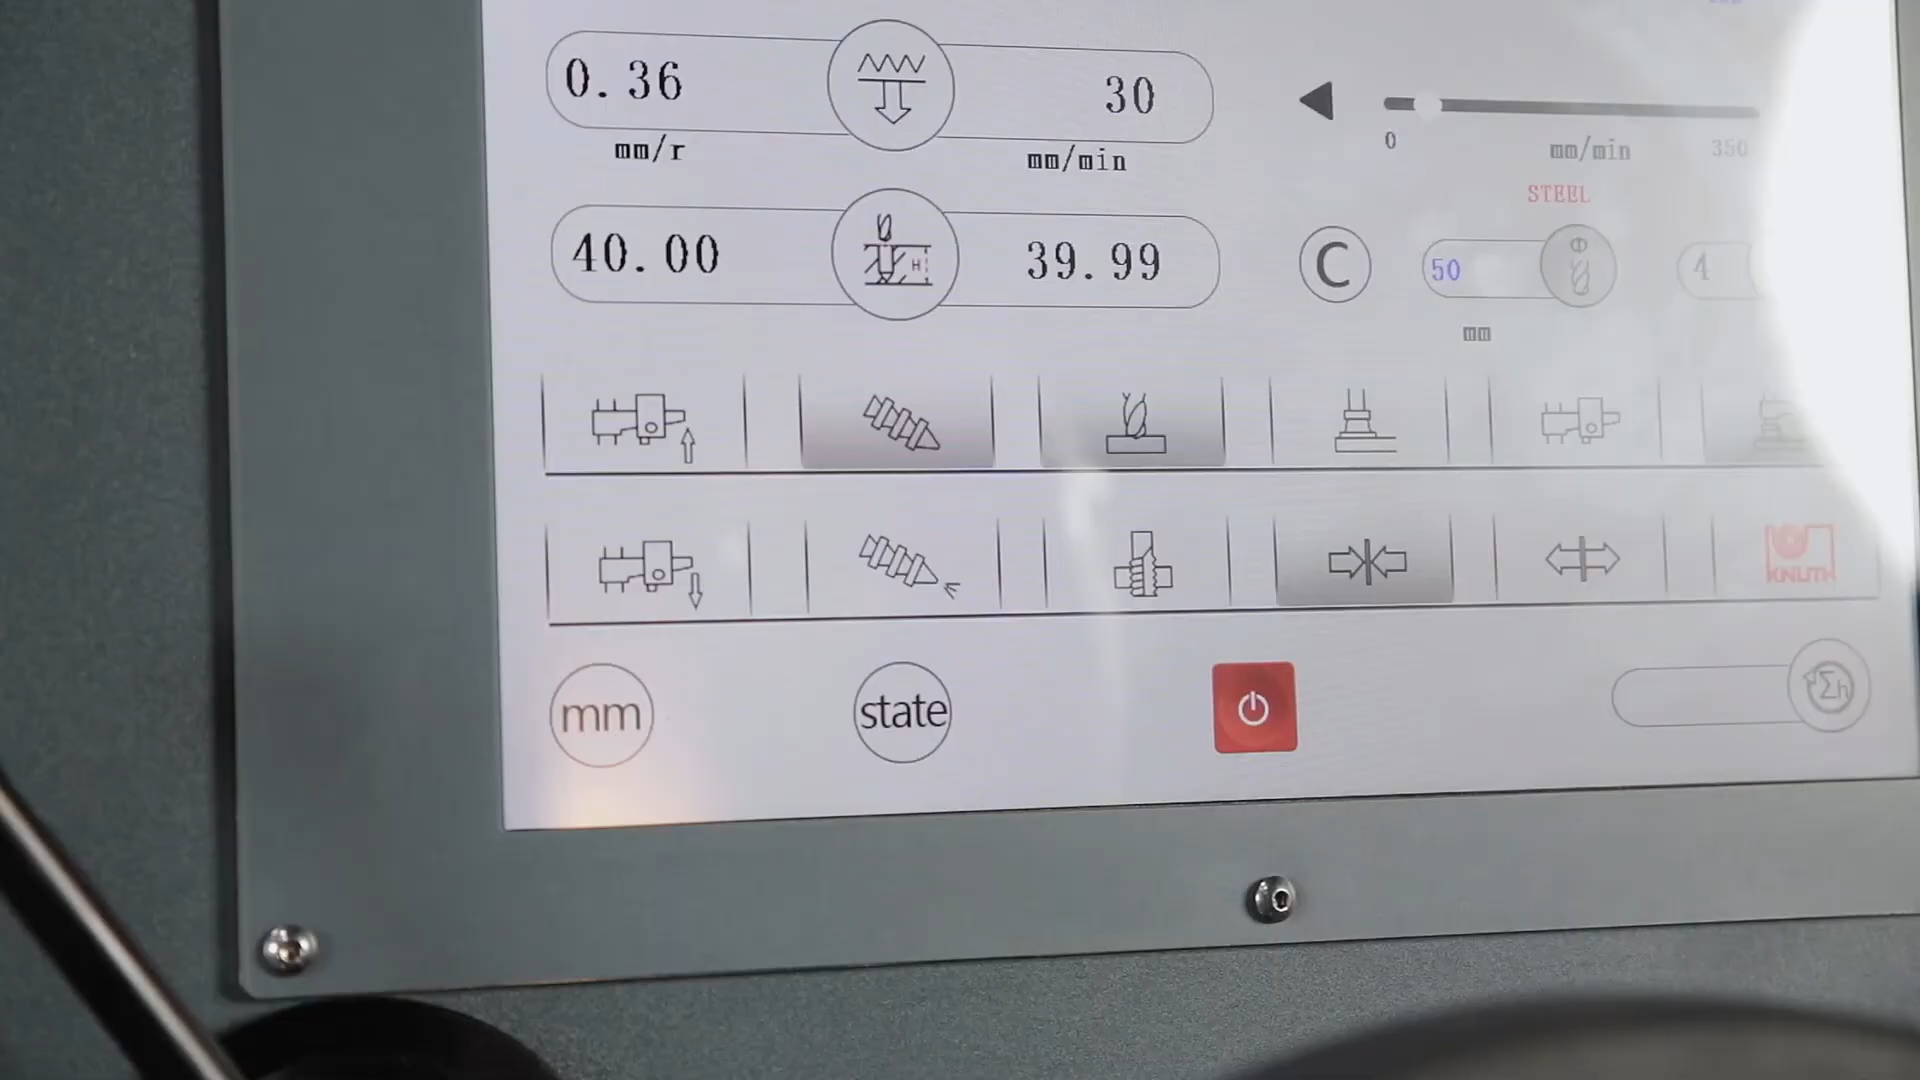 0.36 30
mm/r mm/min
0 mm/min 350
STEEL
40.00 H 39.99 C 50 Φ 4
mm
KNUTH
mm state Σh